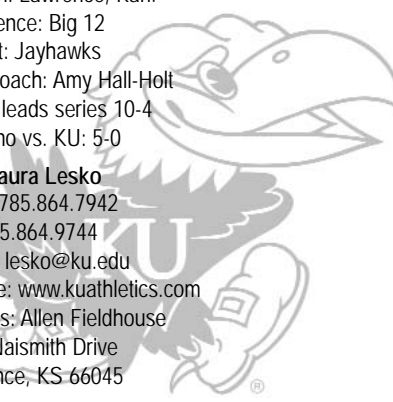 Lawrence, Kan.
ence: Big 12
t: Jayhawks
oach: Amy Hall-Holt
leads series 10-4
no vs. KU: 5-0
aura Lesko
785.864.7942
5.864.9744
lesko@ku.edu
e: www.kuathletics.com
s: Allen Fieldhouse
Naismith Drive
nce, KS 66045
KU
®